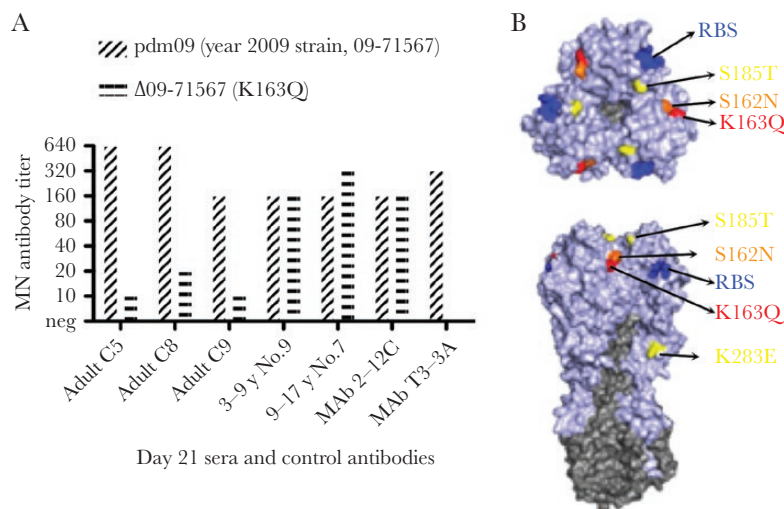 A
pdm09 (year 2009 strain, 09-71567)
Δ09-71567 (K163Q)
MN antibody titer
640
320
160
80
40
20
10
neg
Adult C5
Adult C8
Adult C9
3–9 y No.9
9–17 y No.7
MAb 2–12C
MAb T3–3A
Day 21 sera and control antibodies
B
RBS
S185T
S162N
K163Q
S185T
S162N
RBS
K163Q
K283E